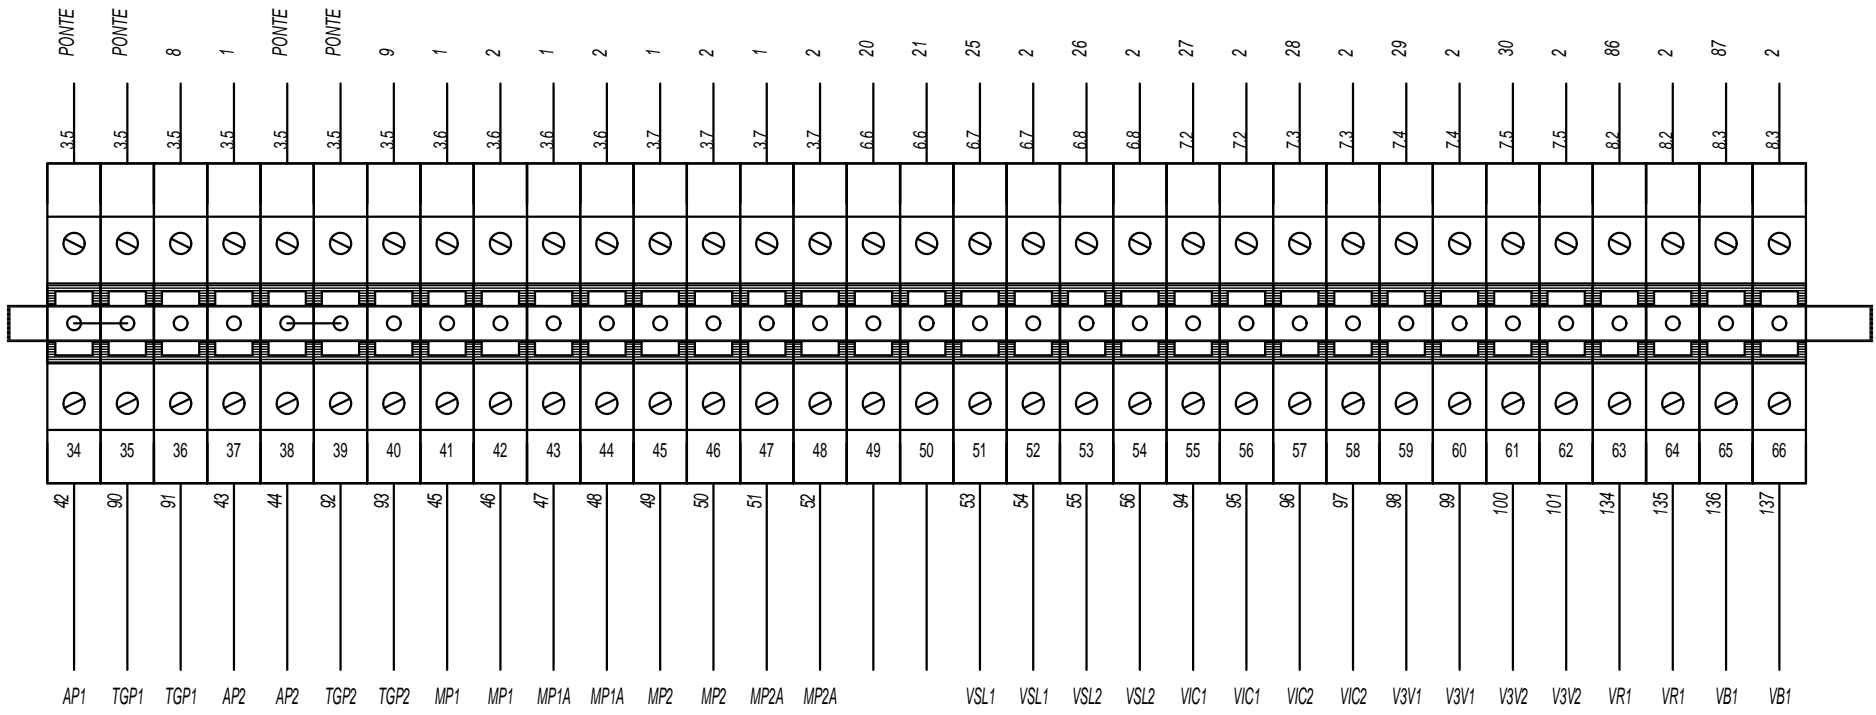 PONTE PONTE 8 1 PONTE PONTE 9 1 2 1 2 1 2 1 2 20 21 25 2 26 2 27 2 28 2 29 2 30 2 86 2 87 2
3.5 3.5 3.5 3.5 3.5 3.5 3.5 3.6 3.6 3.6 3.6 3.7 3.7 3.7 3.7 6.6 6.6 6.7 6.7 6.8 6.8 7.2 7.2 7.3 7.3 7.4 7.4 7.5 7.5 8.2 8.2 8.3 8.3
34 35 36 37 38 39 40 41 42 43 44 45 46 47 48 49 50 51 52 53 54 55 56 57 58 59 60 61 62 63 64 65 66
42 90 91 43 44 92 93 45 46 47 48 49 50 51 52 53 54 55 56 94 95 96 97 98 99 100 101 134 135 136 137
AP1 TGP1 TGP1 AP2 AP2 TGP2 TGP2 MP1 MP1 MP1A MP1A MP2 MP2 MP2A MP2A VSL1 VSL1 VSL2 VSL2 VIC1 VIC1 VIC2 VIC2 V3V1 V3V1 V3V2 V3V2 VR1 VR1 VB1 VB1